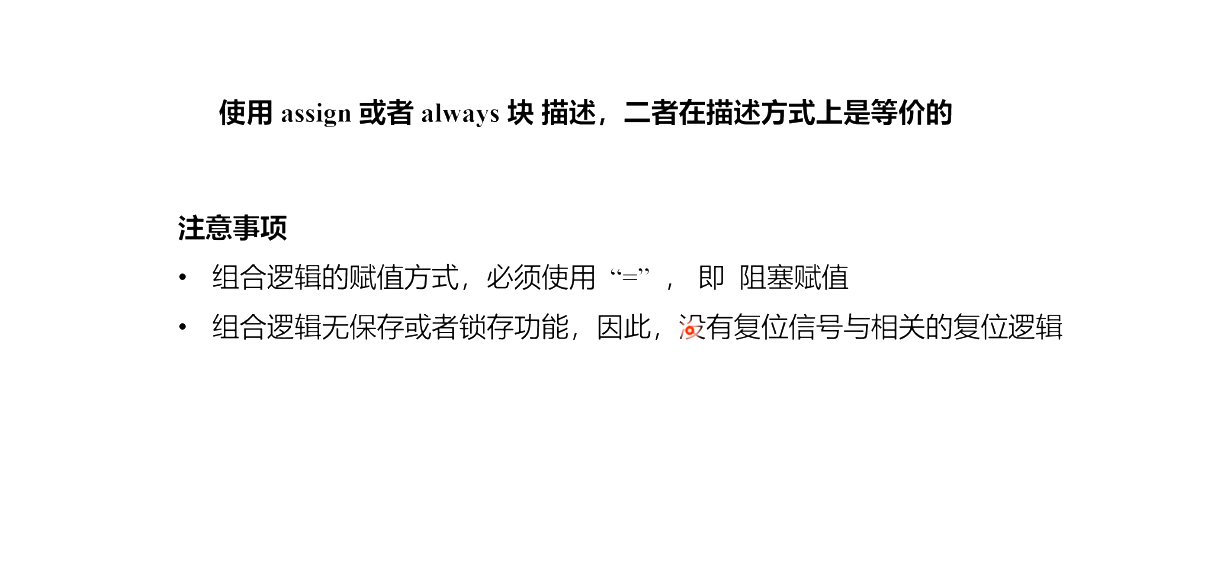 使用 assign 或者 always 块 描述，二者在描述方式上是等价的
注意事项
• 组合逻辑的赋值方式，必须使用 “=” ， 即 阻塞赋值
• 组合逻辑无保存或者锁存功能，因此，没有复位信号与相关的复位逻辑